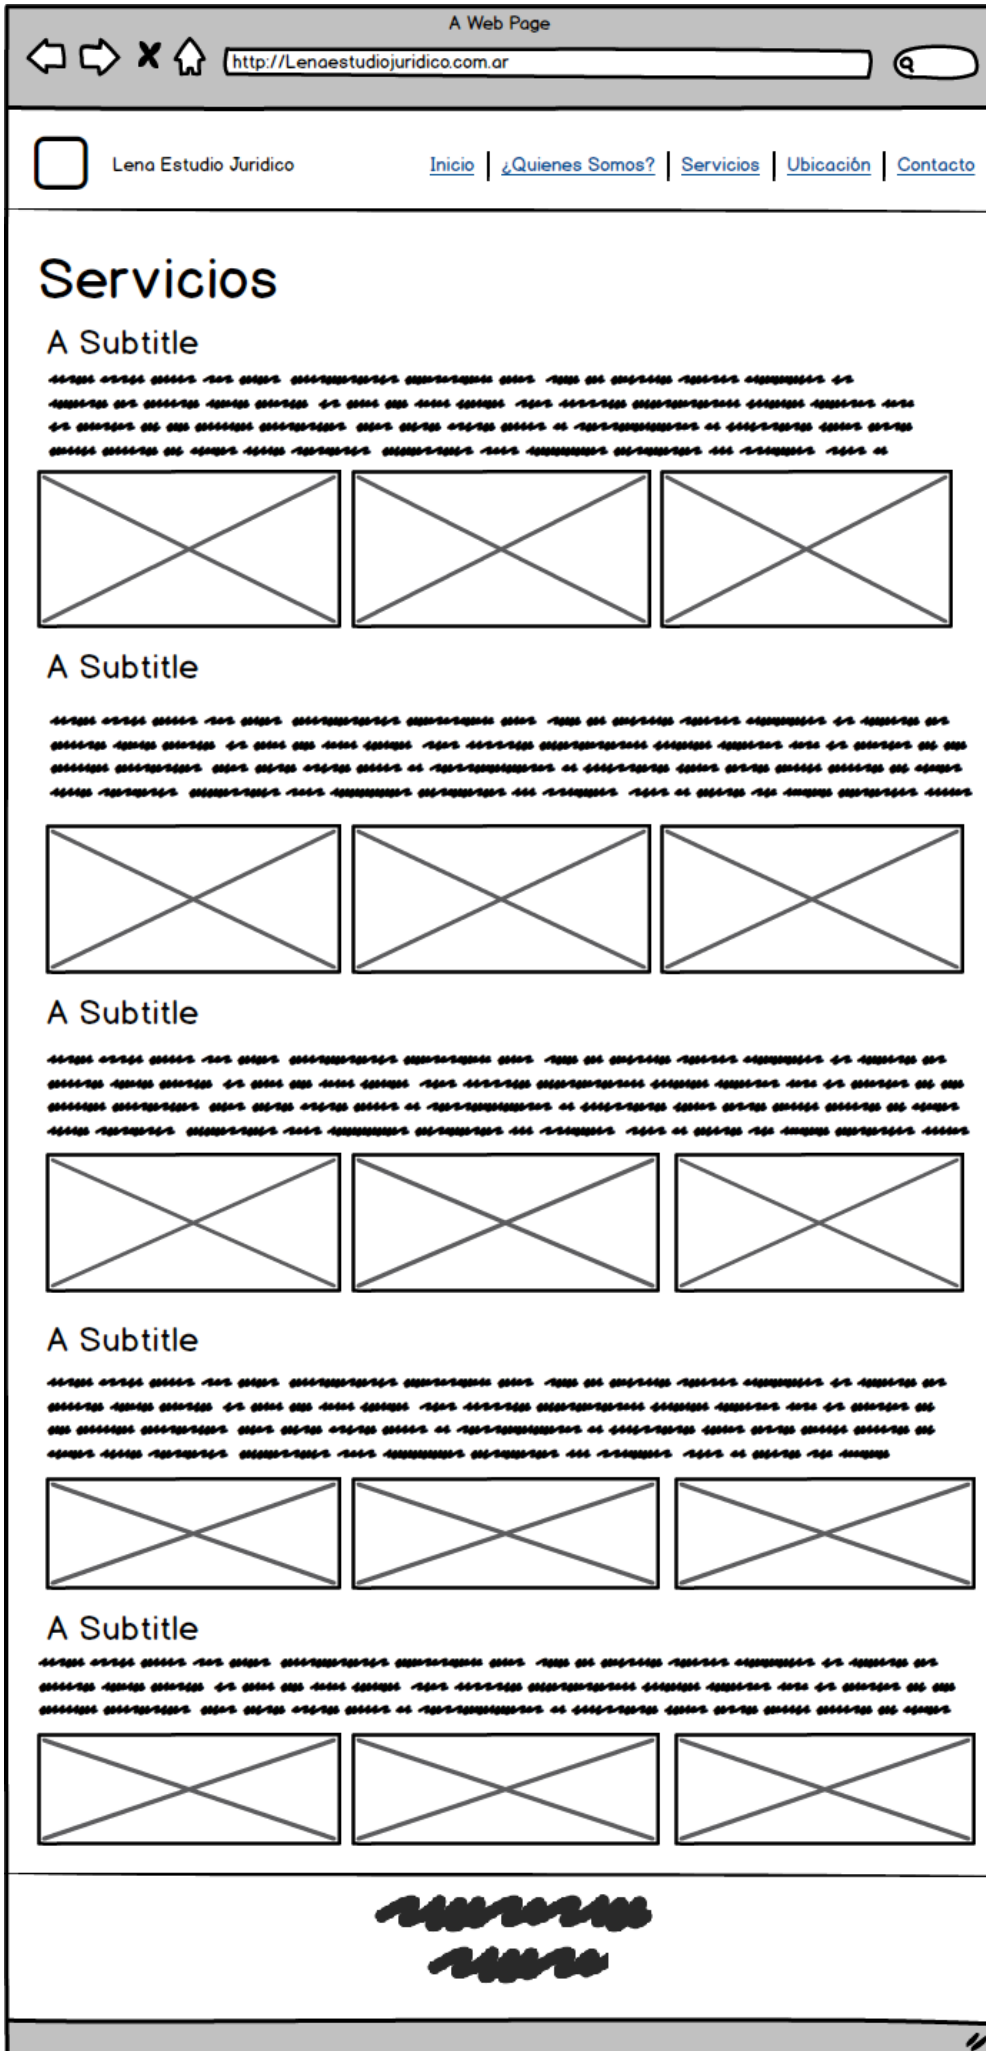 A Web Page
http://Lenaestudiojuridico.com.ar
Lena Estudio Juridico
Inicio | ¿Quienes Somos? | Servicios | Ubicación | Contacto
Servicios
A Subtitle
A Subtitle
A Subtitle
A Subtitle
A Subtitle